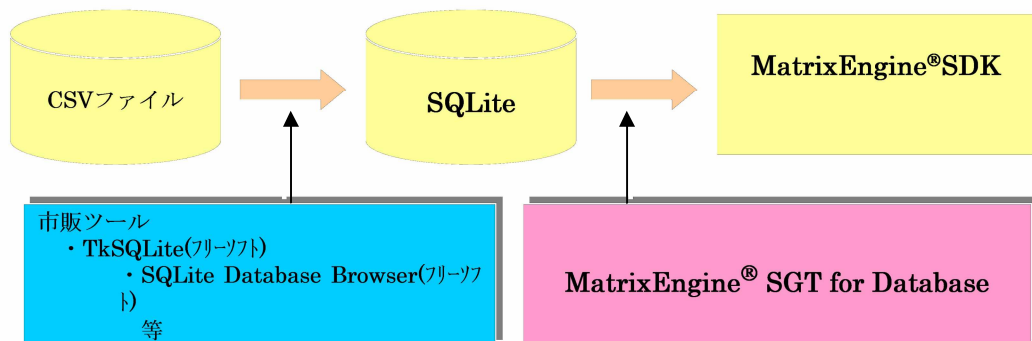 CSVファイル
SQLite
MatrixEngine®SDK
市販ツール
・TkSQLite(ﾌﾘｰｿﾌﾄ)
・SQLite Database Browser(ﾌﾘｰｿﾌ
ﾄ)
等
MatrixEngine® SGT for Database